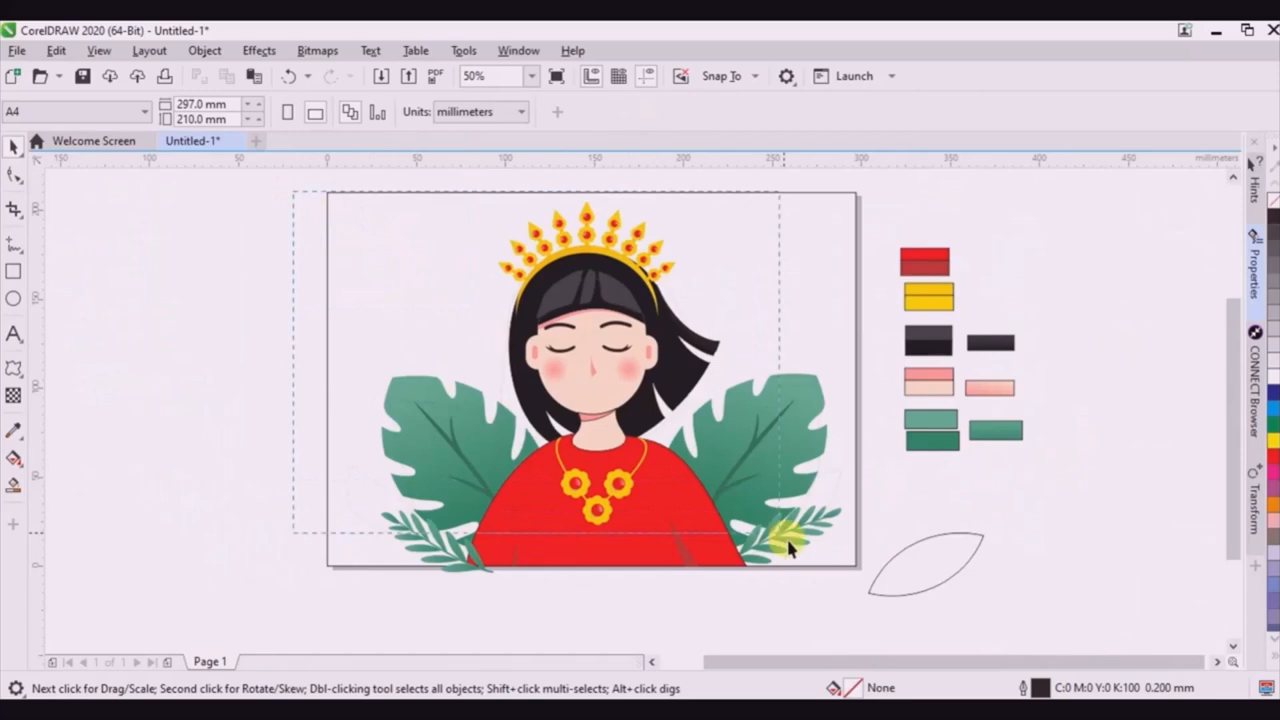 CorelDRAW 2020 (64-Bit) - Untitled-1*
File Edit View Layout Object Effects Bitmaps Text Table Tools Window Help
PDF 50% Snap To Launch
A4 297.0 mm 210.0 mm Units: millimeters
Welcome Screen Untitled-1*
150 100 50 0 50 100 150 200 250 300 350 400 450 millimeters
Hints
Properties
CONNECT Browser
Transform
1 of 1 Page 1
Next click for Drag/Scale; Second click for Rotate/Skew; Dbl-clicking tool selects all objects; Shift+click multi-selects; Alt+click digs None C:0 M:0 Y:0 K:100 0.200 mm